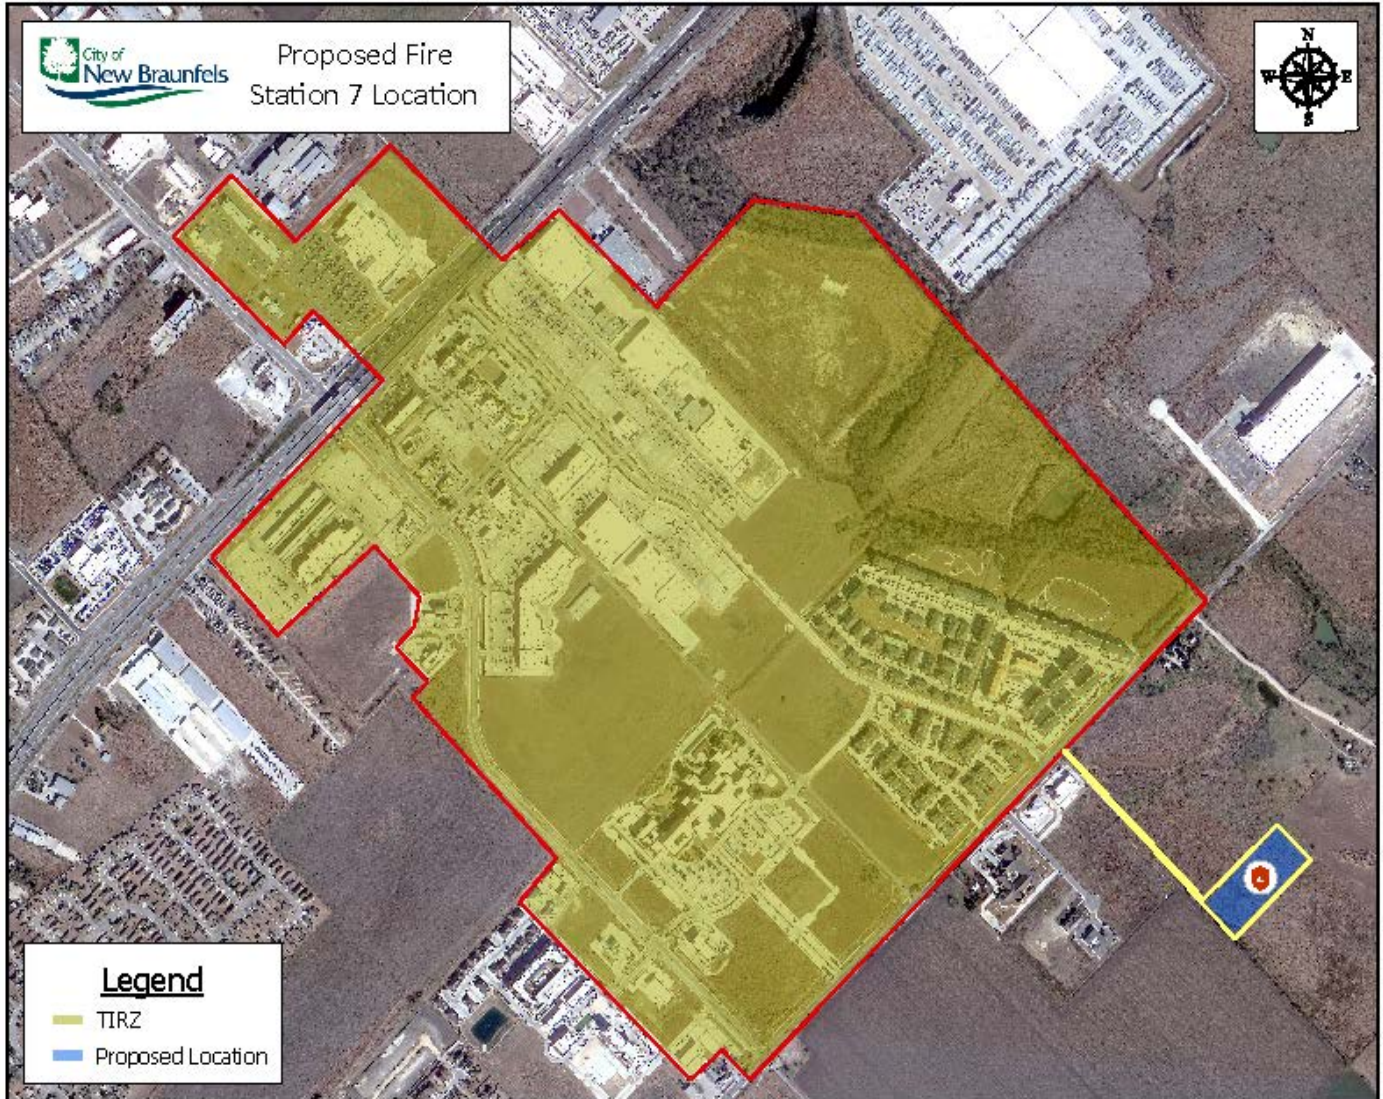 City of
New Braunfels
Proposed Fire
Station 7 Location
N
W E
S
Legend
TIRZ
Proposed Location